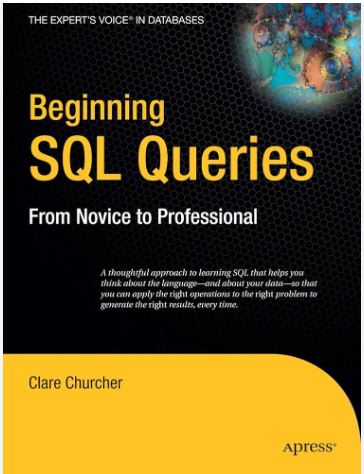 THE EXPERT'S VOICE® IN DATABASES
Beginning
SQL Queries
From Novice to Professional
A thoughtful approach to learning SQL that helps you
think about the language—and about your data—so that
you can apply the right operations to the right problem to
generate the right results, every time.
Clare Churcher
Apress®